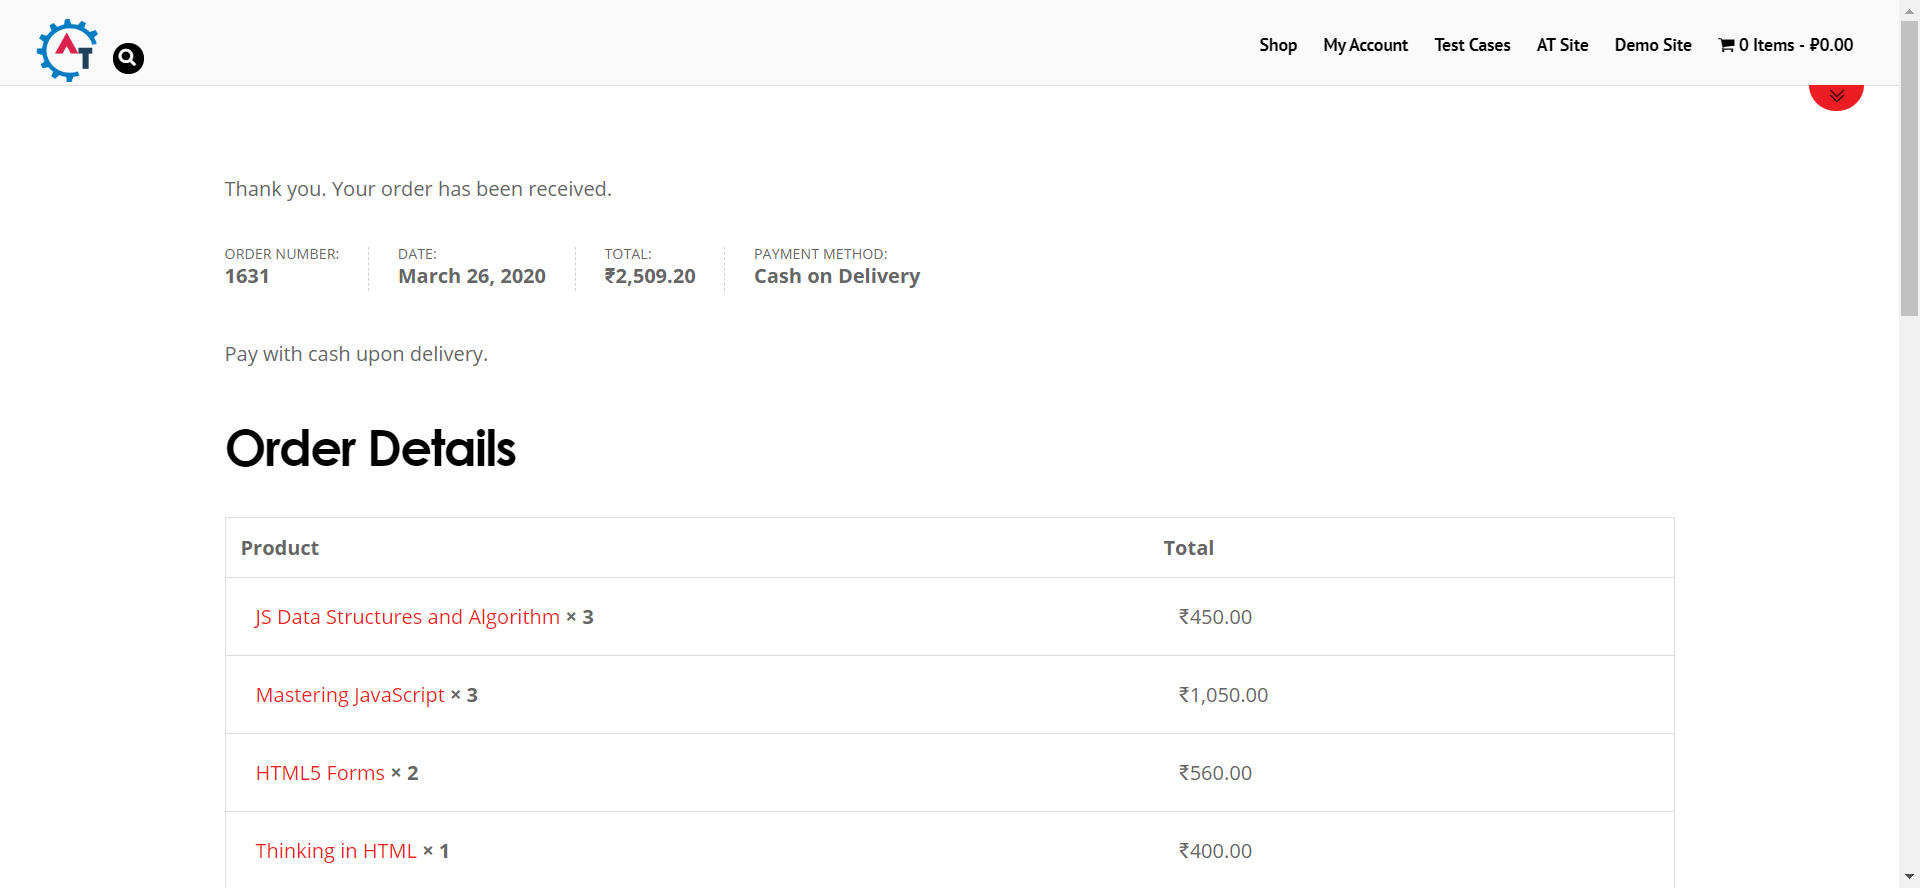 AT
Shop My Account Test Cases AT Site Demo Site 0 Items - ₽0.00
Thank you. Your order has been received.
ORDER NUMBER: DATE: TOTAL: PAYMENT METHOD:
1631 March 26, 2020 ₹2,509.20 Cash on Delivery
Pay with cash upon delivery.
Order Details
Product Total
JS Data Structures and Algorithm × 3 ₹450.00
Mastering JavaScript × 3 ₹1,050.00
HTML5 Forms × 2 ₹560.00
Thinking in HTML × 1 ₹400.00